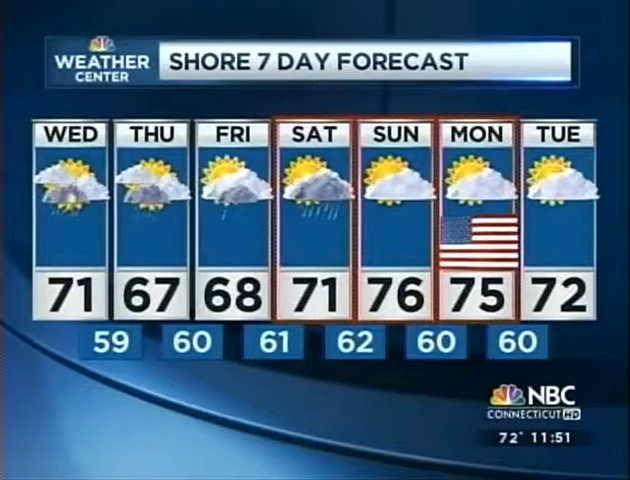 WEATHER
CENTER
SHORE 7 DAY FORECAST
WED THU FRI SAT SUN MON TUE
71 67 68 71 76 75 72
59 60 61 62 60 60
NBC
CONNECTICUT HD
72° 11:51